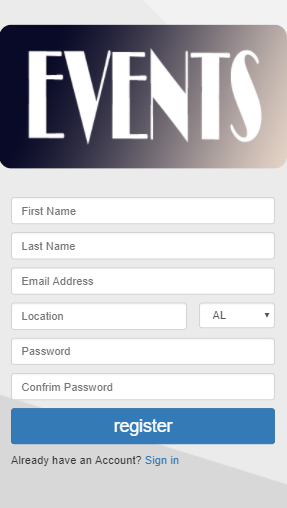 EVENTS
First Name
Last Name
Email Address
Location
AL
Password
Confrim Password
register
Already have an Account? Sign in